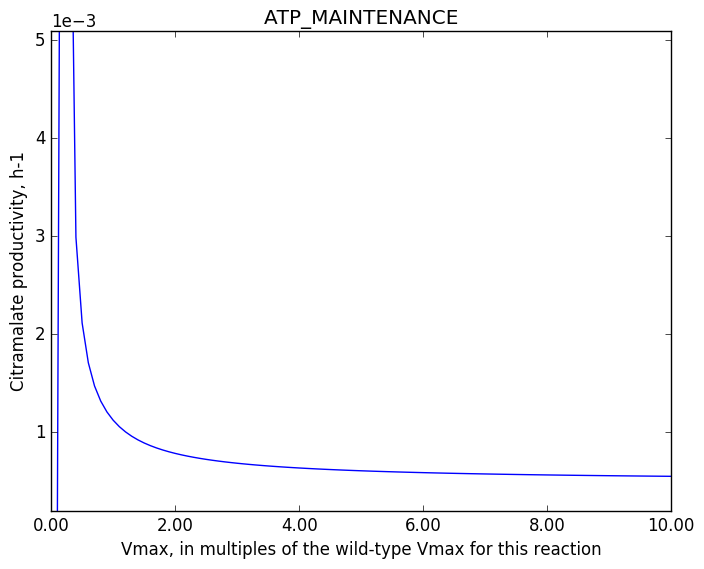 ATP_MAINTENANCE
1e−3
5
4
3
2
1
Citramalate productivity, h-1
0.00 2.00 4.00 6.00 8.00 10.00
Vmax, in multiples of the wild-type Vmax for this reaction